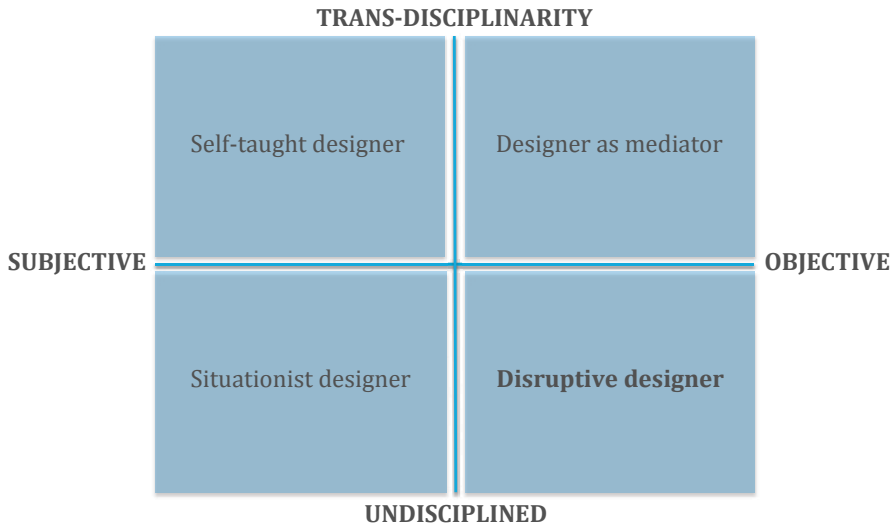 TRANS-DISCIPLINARITY
Self-taught designer
Designer as mediator
SUBJECTIVE
OBJECTIVE
Situationist designer
Disruptive designer
UNDISCIPLINED